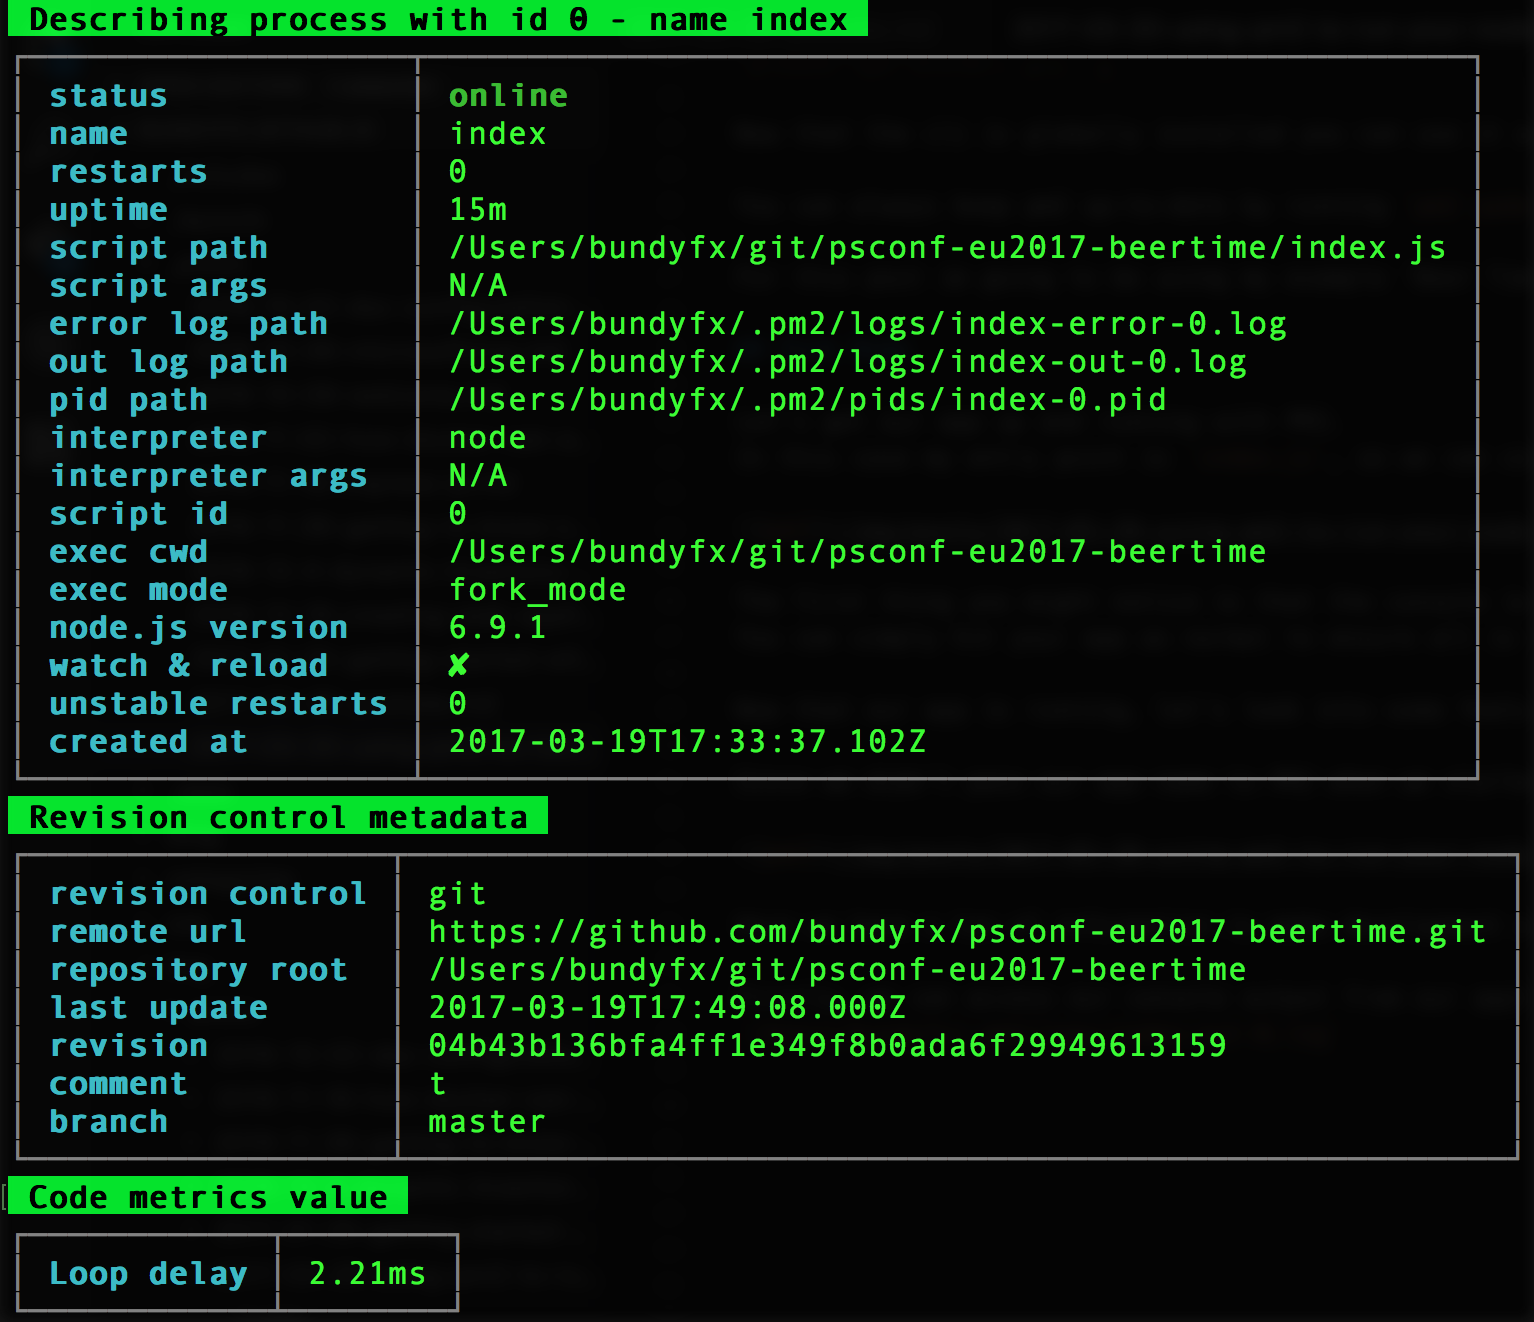 Describing process with id 0 - name index
status online
name index
restarts 0
uptime 15m
script path /Users/bundyfx/git/psconf-eu2017-beertime/index.js
script args N/A
error log path /Users/bundyfx/.pm2/logs/index-error-0.log
out log path /Users/bundyfx/.pm2/logs/index-out-0.log
pid path /Users/bundyfx/.pm2/pids/index-0.pid
interpreter node
interpreter args N/A
script id 0
exec cwd /Users/bundyfx/git/psconf-eu2017-beertime
exec mode fork_mode
node.js version 6.9.1
watch & reload ✘
unstable restarts 0
created at 2017-03-19T17:33:37.102Z
Revision control metadata
revision control git
remote url https://github.com/bundyfx/psconf-eu2017-beertime.git
repository root /Users/bundyfx/git/psconf-eu2017-beertime
last update 2017-03-19T17:49:08.000Z
revision 04b43b136bfa4ff1e349f8b0ada6f29949613159
comment t
branch master
Code metrics value
Loop delay 2.21ms